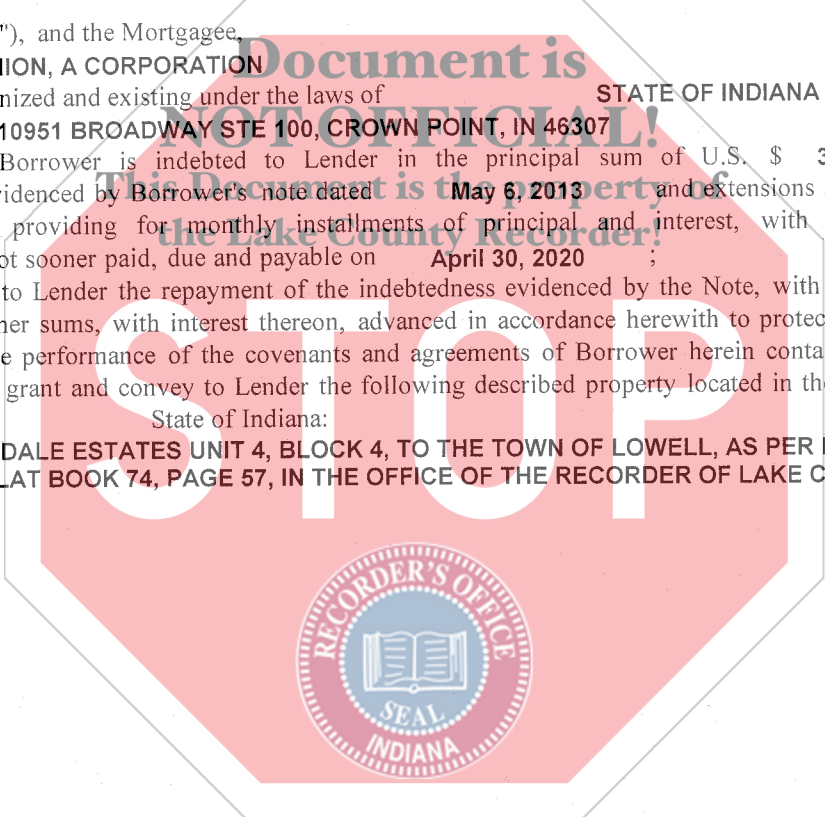 "), and the Mortgagee,
Document is
ION, A CORPORATION
nized and existing under the laws of STATE OF INDIANA
NOT OFFICIAL!
10951 BROADWAY STE 100, CROWN POINT, IN 46307
Borrower is indebted to Lender in the principal sum of U.S. $ 3
This Document is the property of
videnced by Borrower's note dated May 6, 2013 and extensions
providing for monthly installments of principal and interest, with
the Lake County Recorder!
ot sooner paid, due and payable on April 30, 2020 ;
to Lender the repayment of the indebtedness evidenced by the Note, with
her sums, with interest thereon, advanced in accordance herewith to protec
e performance of the covenants and agreements of Borrower herein conta
grant and convey to Lender the following described property located in th
State of Indiana:
DALE ESTATES UNIT 4, BLOCK 4, TO THE TOWN OF LOWELL, AS PER
LAT BOOK 74, PAGE 57, IN THE OFFICE OF THE RECORDER OF LAKE C
STOP
RECORDER'S OFFICE
SEAL
INDIANA